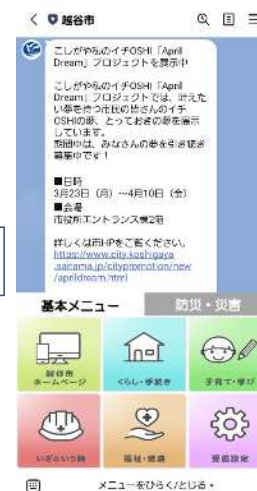 越谷市
こしがや愛のイチOSHI「April
Dream」プロジェクトを展示中
こしがや愛のイチOSHI「April
Dream」プロジェクトでは、叶えた
い夢を持つ市民の皆さんのイチ
OSHIの夢、とっておきの夢を展示
しています。
期間中は、みなさんの夢を引き続き
募集中です!
■日時
3月23日(月)~4月10日(金)
■会場
市役所エントランス棟2階
詳しくは市HPをご覧ください。
https://www.city.koshigaya
.saitama.jp/citypromotion/new
/aprildream.html
基本メニュー
防災・災害
越谷市
ホームページ
くらし・手続き
子育て・学び
いざという時
福祉・健康
受信設定
メニューをひらく/とじる